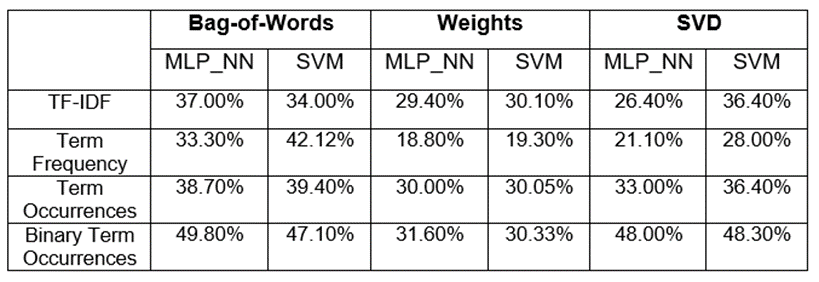 Bag-of-Words Weights SVD
MLP_NN SVM MLP_NN SVM MLP_NN SVM
TF-IDF 37.00% 34.00% 29.40% 30.10% 26.40% 36.40%
Term Frequency 33.30% 42.12% 18.80% 19.30% 21.10% 28.00%
Term Occurrences 38.70% 39.40% 30.00% 30.05% 33.00% 36.40%
Binary Term Occurrences 49.80% 47.10% 31.60% 30.33% 48.00% 48.30%